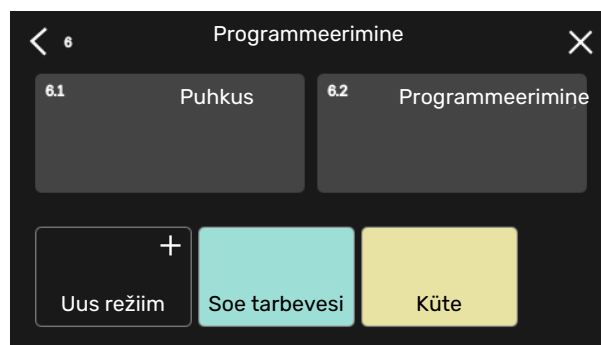 6 Programmeerimine
6.1 Puhkus
6.2 Programmeerimine
Uus režiim
Soe tarbevesi
Küte